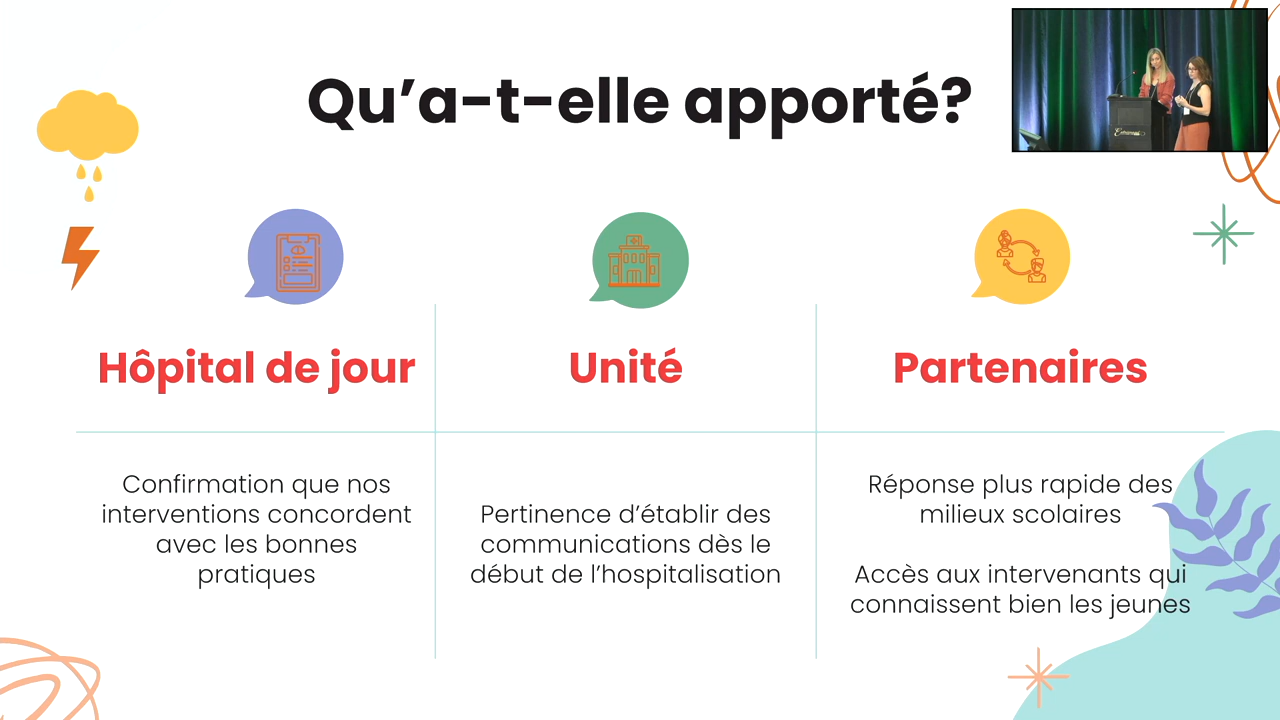 Qu’a-t-elle apporté?
Hôpital de jour
Unité
Partenaires
Confirmation que nos
interventions concordent
avec les bonnes
pratiques
Pertinence d’établir des
communications dès le
début de l’hospitalisation
Réponse plus rapide des
milieux scolaires
Accès aux intervenants qui
connaissent bien les jeunes